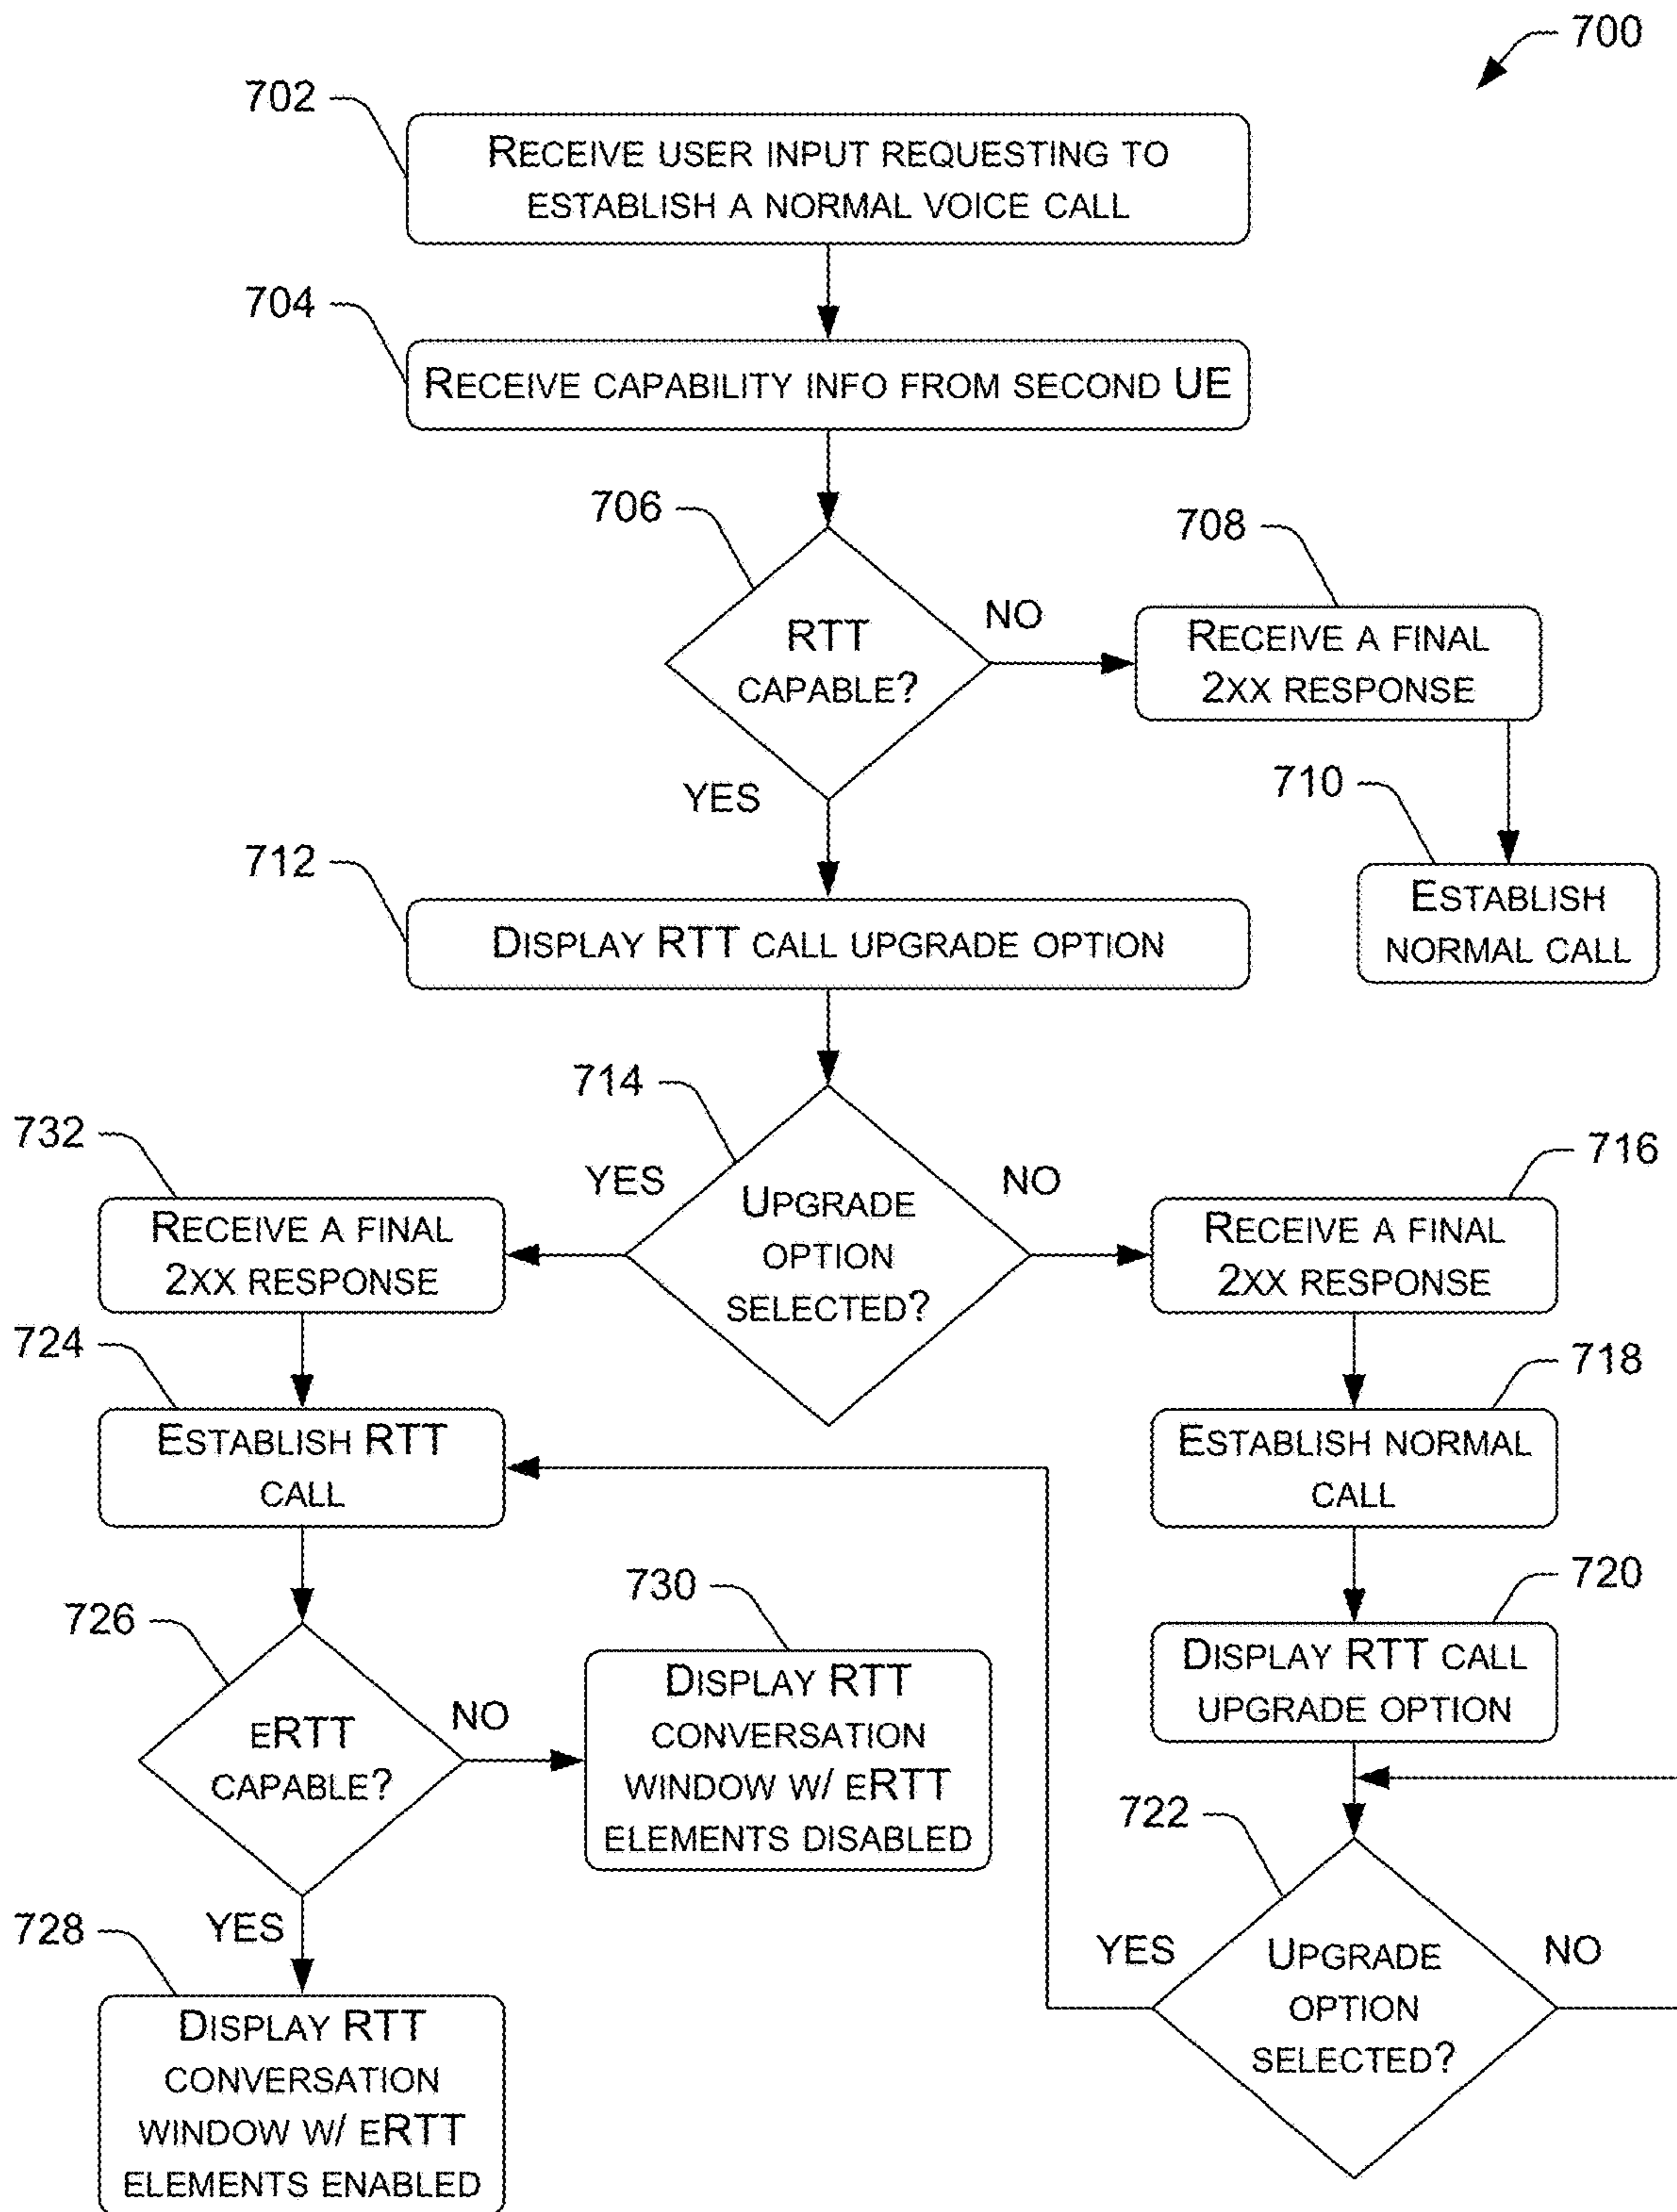 700
702
RECEIVE USER INPUT REQUESTING TO
ESTABLISH A NORMAL VOICE CALL
704
RECEIVE CAPABILITY INFO FROM SECOND UE
706
RTT
CAPABLE?
NO
YES
708
RECEIVE A FINAL
2XX RESPONSE
710
ESTABLISH
NORMAL CALL
712
DISPLAY RTT CALL UPGRADE OPTION
714
UPGRADE
OPTION
SELECTED?
YES
NO
732
RECEIVE A FINAL
2XX RESPONSE
716
RECEIVE A FINAL
2XX RESPONSE
724
ESTABLISH RTT
CALL
718
ESTABLISH NORMAL
CALL
726
eRTT
CAPABLE?
NO
YES
730
DISPLAY RTT
CONVERSATION
WINDOW W/ eRTT
ELEMENTS DISABLED
720
DISPLAY RTT CALL
UPGRADE OPTION
722
UPGRADE
OPTION
SELECTED?
YES
NO
728
DISPLAY RTT
CONVERSATION
WINDOW W/ eRTT
ELEMENTS ENABLED